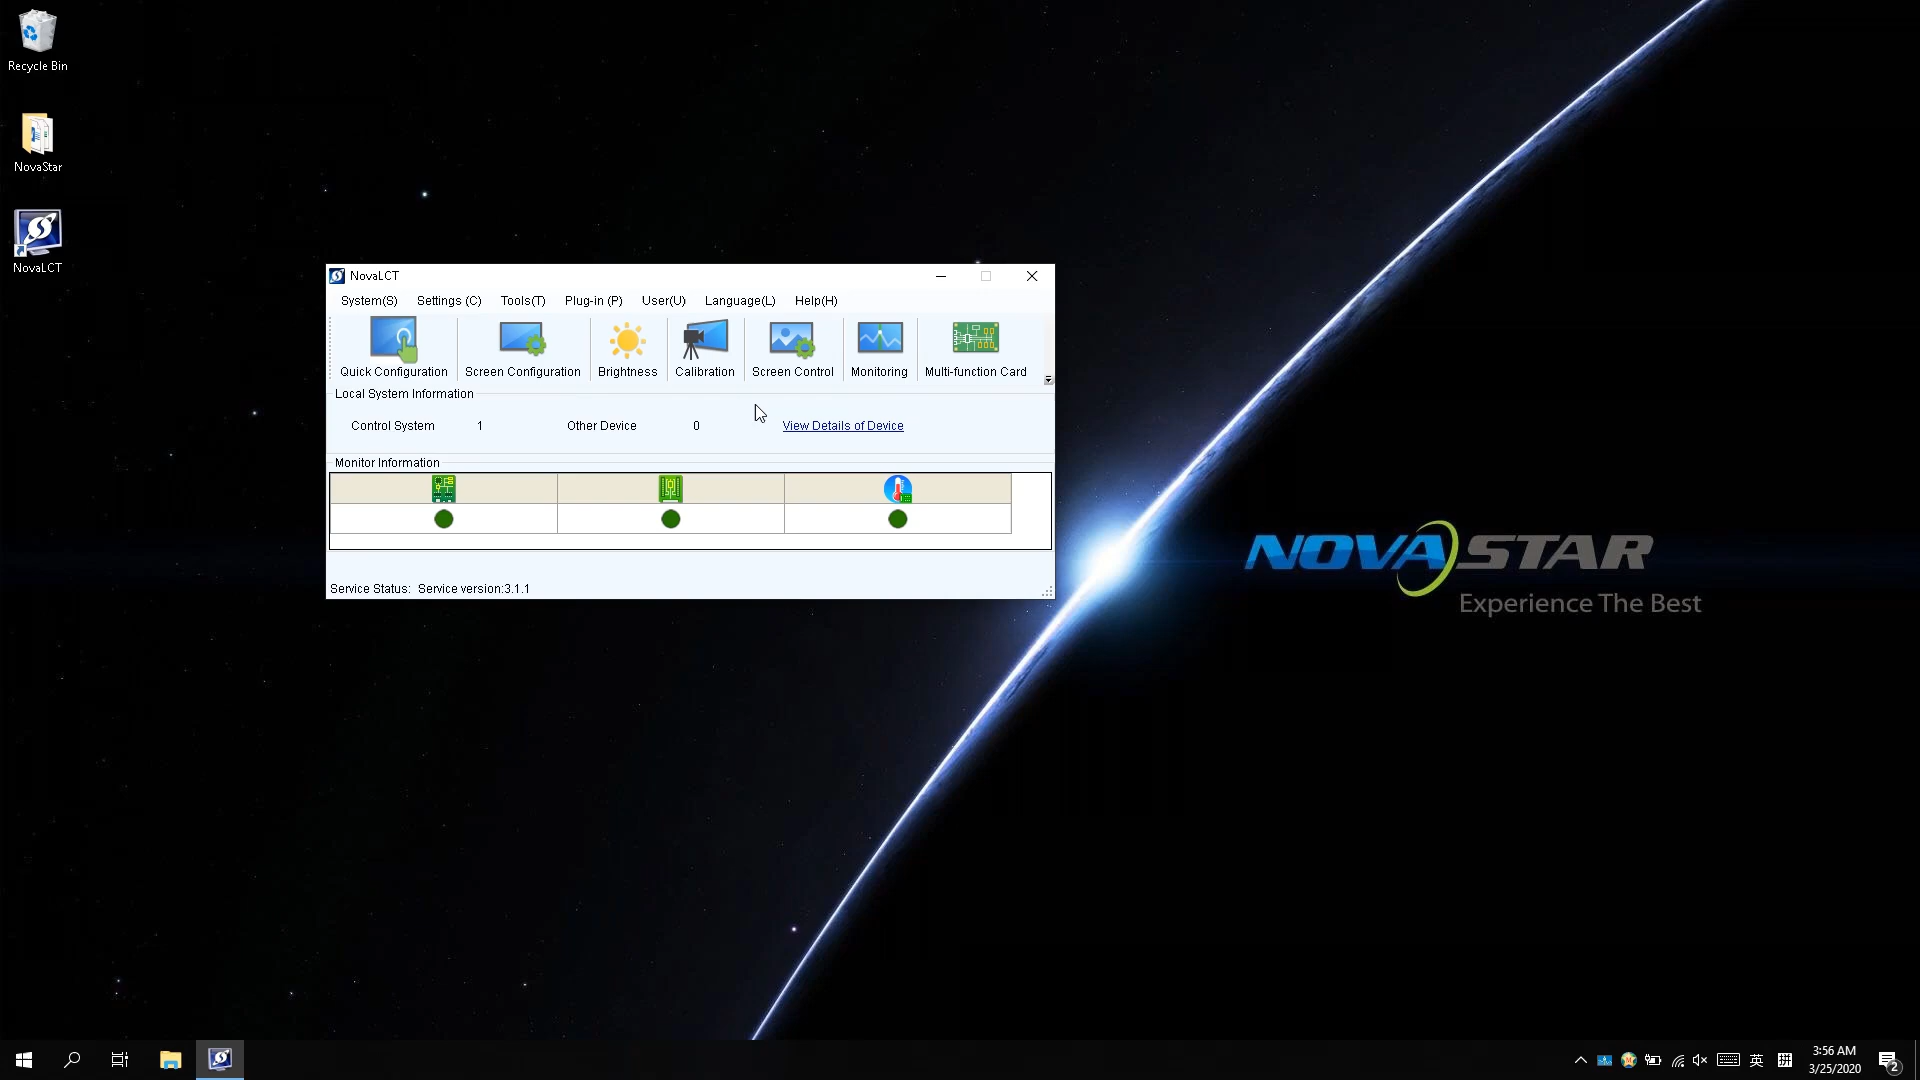 Recycle Bin
NovaStar
NovaLCT
NovaLCT
System(S) Settings (C) Tools(T) Plug-in (P) User(U) Language(L) Help(H)
Quick Configuration Screen Configuration Brightness Calibration Screen Control Monitoring Multi-function Card
Local System Information
Control System 1 Other Device 0 View Details of Device
Monitor Information
Service Status: Service version:3.1.1
NOVASTAR
Experience The Best
英 拼
3:56 AM
3/25/2020
2